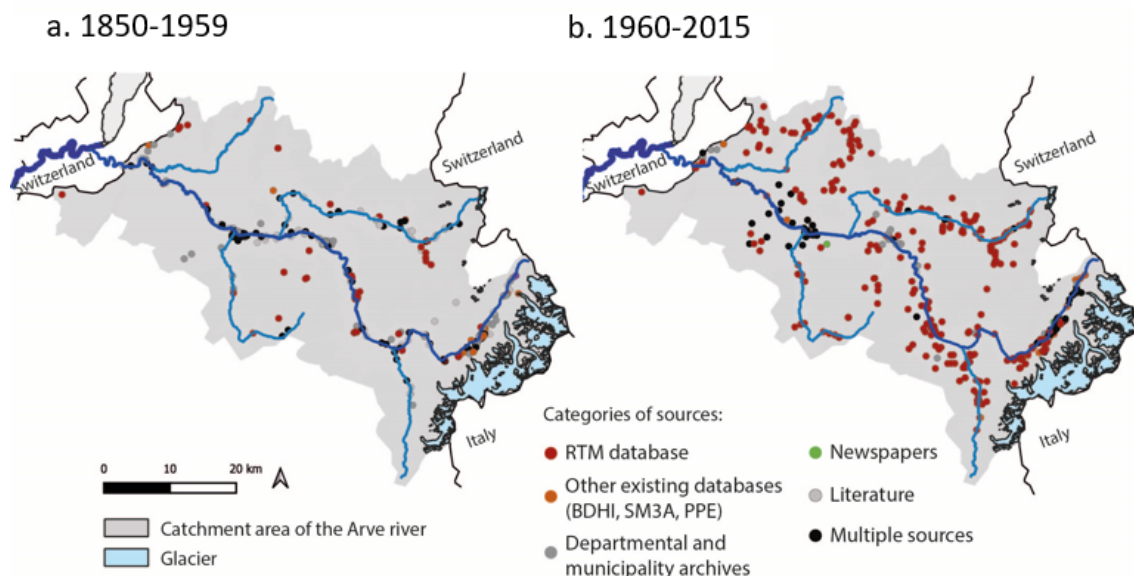 a. 1850-1959
b. 1960-2015
Switzerland
witzerland
Italy
Switzerland
witzerland
Italy
0 10 20 km
Catchment area of the Arve river
Glacier
Categories of sources:
RTM database
Other existing databases
(BDHI, SM3A, PPE)
Departmental and
municipality archives
Newspapers
Literature
Multiple sources